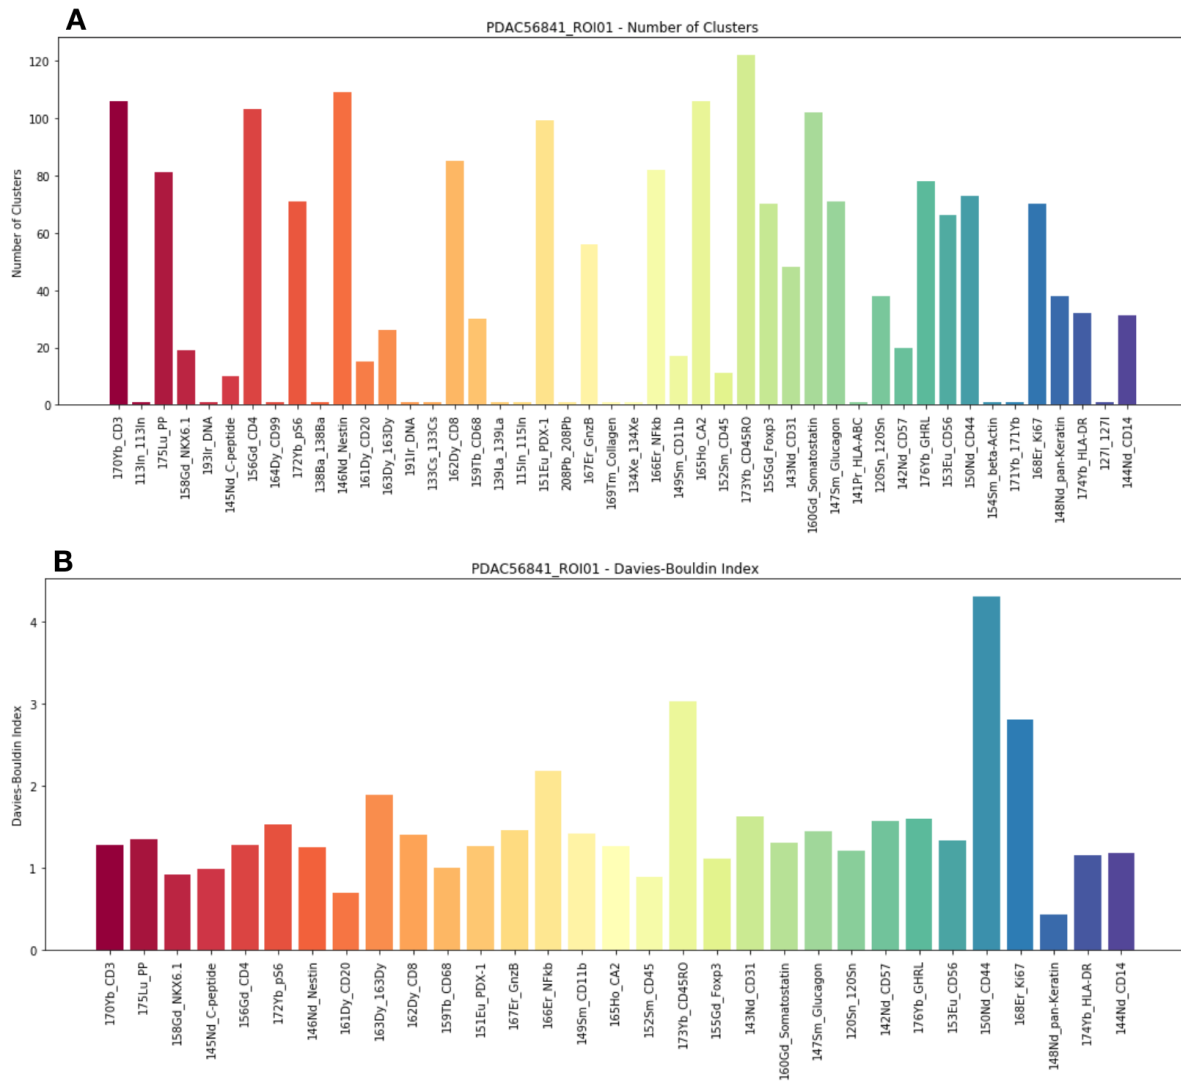 A
PDAC56841_ROI01 - Number of Clusters
Number of Clusters
120
100
80
60
40
20
0
170Yb_CD3
113In_113In
175Lu_PP
158Gd_NKX6.1
193Ir_DNA
145Nd_C-peptide
156Gd_CD4
164Dy_CD99
172Yb_pS6
138Ba_138Ba
146Nd_Nestin
161Dy_CD20
163Dy_163Dy
191Ir_DNA
133Cs_133Cs
162Dy_CD8
159Tb_CD68
139La_139La
115In_115In
151Eu_PDX-1
208Pb_208Pb
167Er_GnzB
169Tm_Collagen
134Xe_134Xe
166Er_NFkb
149Sm_CD11b
165Ho_CA2
152Sm_CD45
173Yb_CD45RO
155Gd_Foxp3
143Nd_CD31
160Gd_Somatostatin
147Sm_Glucagon
141Pr_HLA-ABC
120Sn_120Sn
142Nd_CD57
176Yb_GHRL
153Eu_CD56
150Nd_CD44
154Sm_beta-Actin
171Yb_171Yb
168Er_Ki67
148Nd_pan-Keratin
174Yb_HLA-DR
127I_127I
144Nd_CD14
B
PDAC56841_ROI01 - Davies-Bouldin Index
Davies-Bouldin Index
4
3
2
1
0
170Yb_CD3
175Lu_PP
158Gd_NKX6.1
145Nd_C-peptide
156Gd_CD4
172Yb_pS6
146Nd_Nestin
161Dy_CD20
163Dy_163Dy
162Dy_CD8
159Tb_CD68
151Eu_PDX-1
167Er_GnzB
166Er_NFkb
149Sm_CD11b
165Ho_CA2
152Sm_CD45
173Yb_CD45RO
155Gd_Foxp3
143Nd_CD31
160Gd_Somatostatin
147Sm_Glucagon
120Sn_120Sn
142Nd_CD57
176Yb_GHRL
153Eu_CD56
150Nd_CD44
168Er_Ki67
148Nd_pan-Keratin
174Yb_HLA-DR
144Nd_CD14